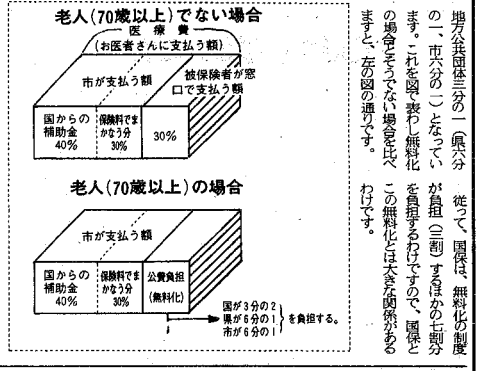 地方公共団体三分の一(県六分
の一、市六分の一)となってい
ます。これを図で表わし無料化
の場合とそうでない場合を比べ
ますと、左の図の通りです。
従って、国保は、無料化の制度
が負担(三割)するほかの七割分
を負担するわけですので、国保と
この無料化とは大きな関係がある
わけです。
老人(70歳以上)でない場合
医療費
(お医者さんに支払う額)
市が支払う額
被保険者が窓
口で支払う額
国からの
補助金
40%
保険料でま
かなう分
30%
30%
老人(70歳以上)の場合
市が支払う額
国からの
補助金
40%
保険料でま
かなう分
30%
公費負担
(無料化)
国が3分の2
県が6分の1
市が6分の1
を負担する。